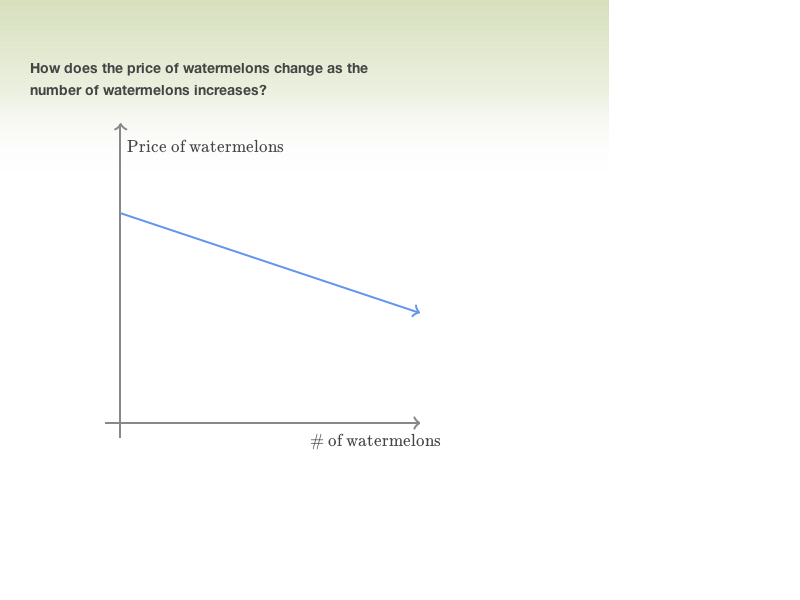 How does the price of watermelons change as the
number of watermelons increases?
Price of watermelons
# of watermelons